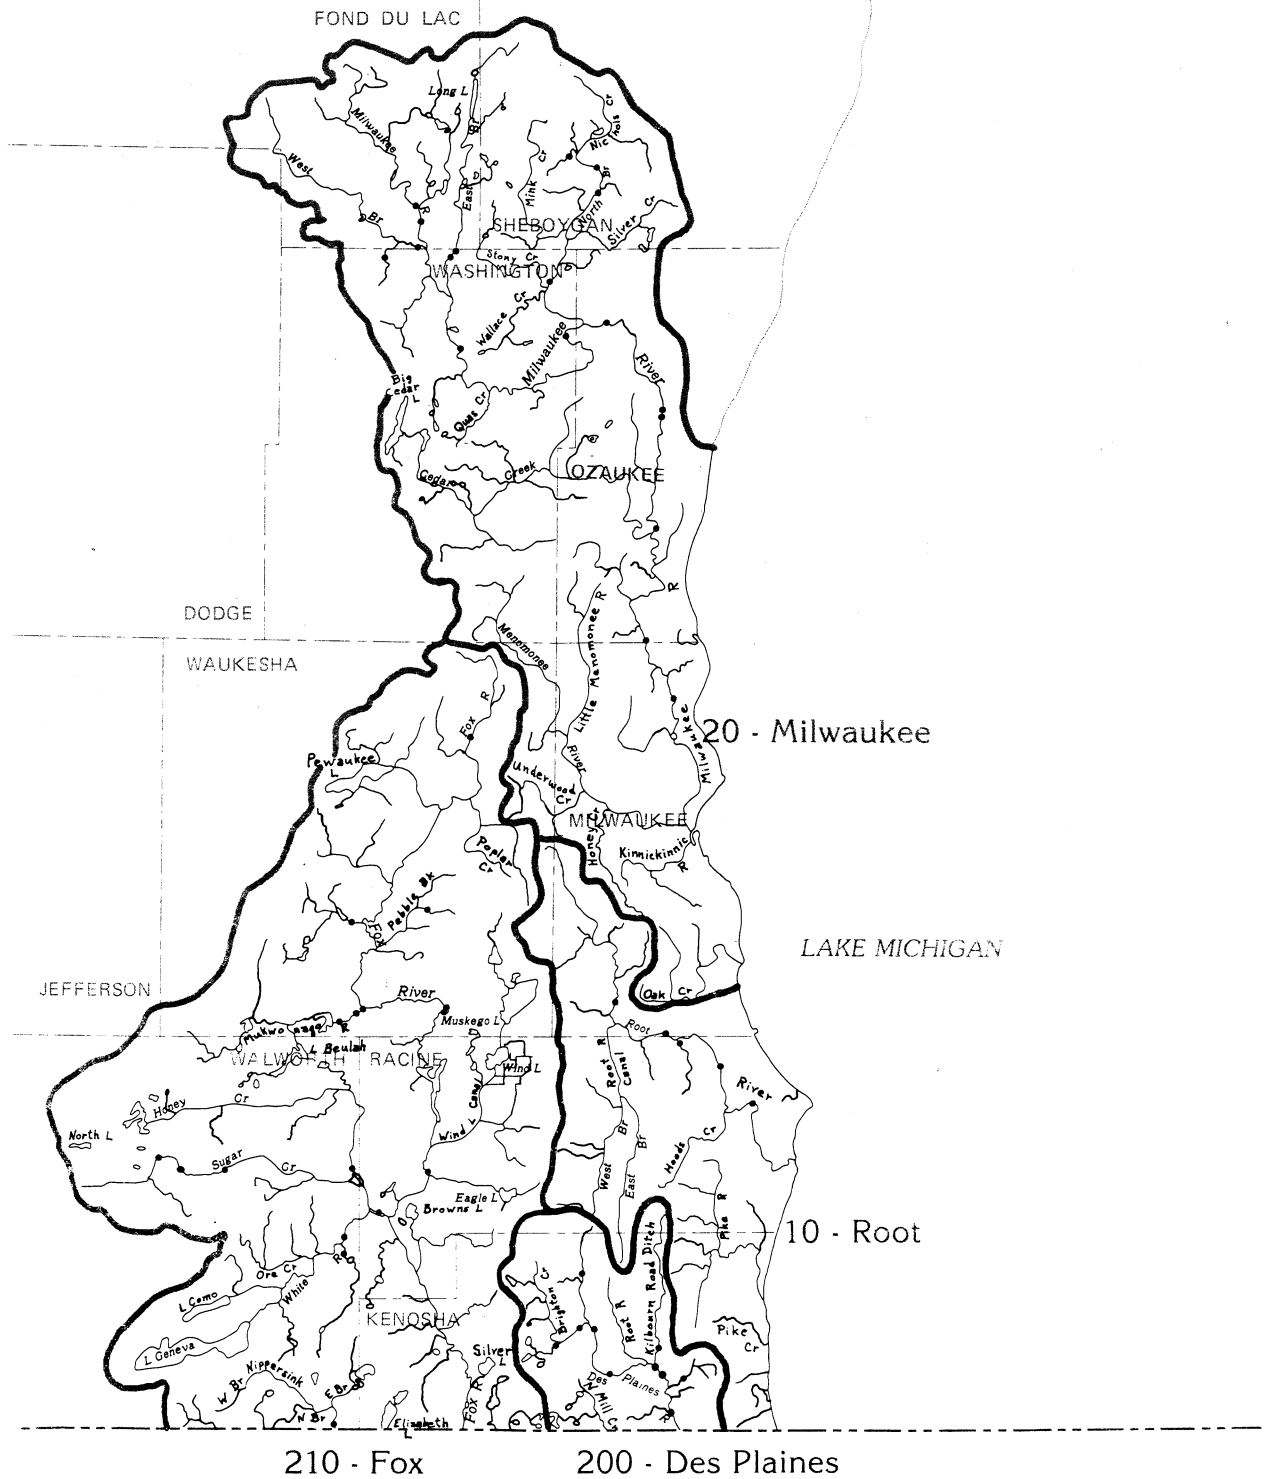 FOND DU LAC
Long L
Milwaukee
R
West
Br
East
Br
Mink
Cr
Nichols
Cr
North
Br
Silver
Cr
SHEBOYGAN
Stony Cr
WASHINGTON
Wallace
Cr
Milwaukee
River
Big
Cedar
L
Quas Cr
Cedar
Creek
OZAUKEE
R
DODGE
Menomonee
Little Menomonee R
WAUKESHA
Fox
R
River
Milwaukee
20 - Milwaukee
Pewaukee
L
Underwood
Cr
MILWAUKEE
Honey
Kinnickinnic
R
Poplar
Cr
Pebble Bk
Fox
LAKE MICHIGAN
JEFFERSON
River
Oak Cr
Mukwonago R
Muskego L
Root
L Beulah
WALWORTH
RACINE
Wind L
Root R
Canal
River
Honey
Cr
Wind L Canal
North L
Sugar
Cr
West
Br
East
Br
Hoods
Cr
Eagle L
Browns L
Pike R
10 - Root
Ore Cr
White
R
L Como
Brighton
Cr
Root R
Kilbourn Road Ditch
KENOSHA
Pike
Cr
L Geneva
Silver
L
W Br
Nippersink
E Br
N Br
Fox R
Des
Plaines
R
N Mill Cr
Elizabeth
L
210 - Fox
200 - Des Plaines